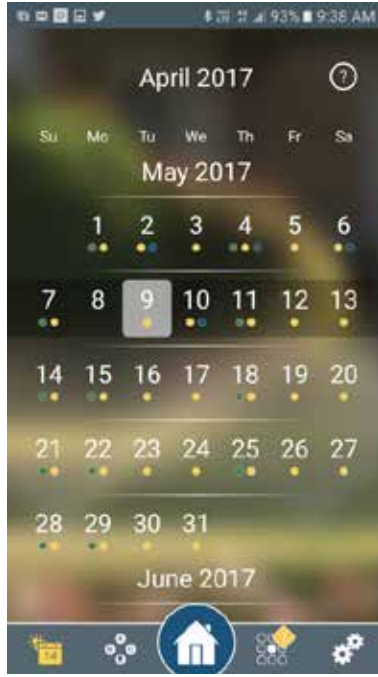 93% 9:38 AM
April 2017 ?
Su Mo Tu We Th Fr Sa
May 2017
1 2 3 4 5 6
7 8 9 10 11 12 13
14 15 16 17 18 19 20
21 22 23 24 25 26 27
28 29 30 31
June 2017
14